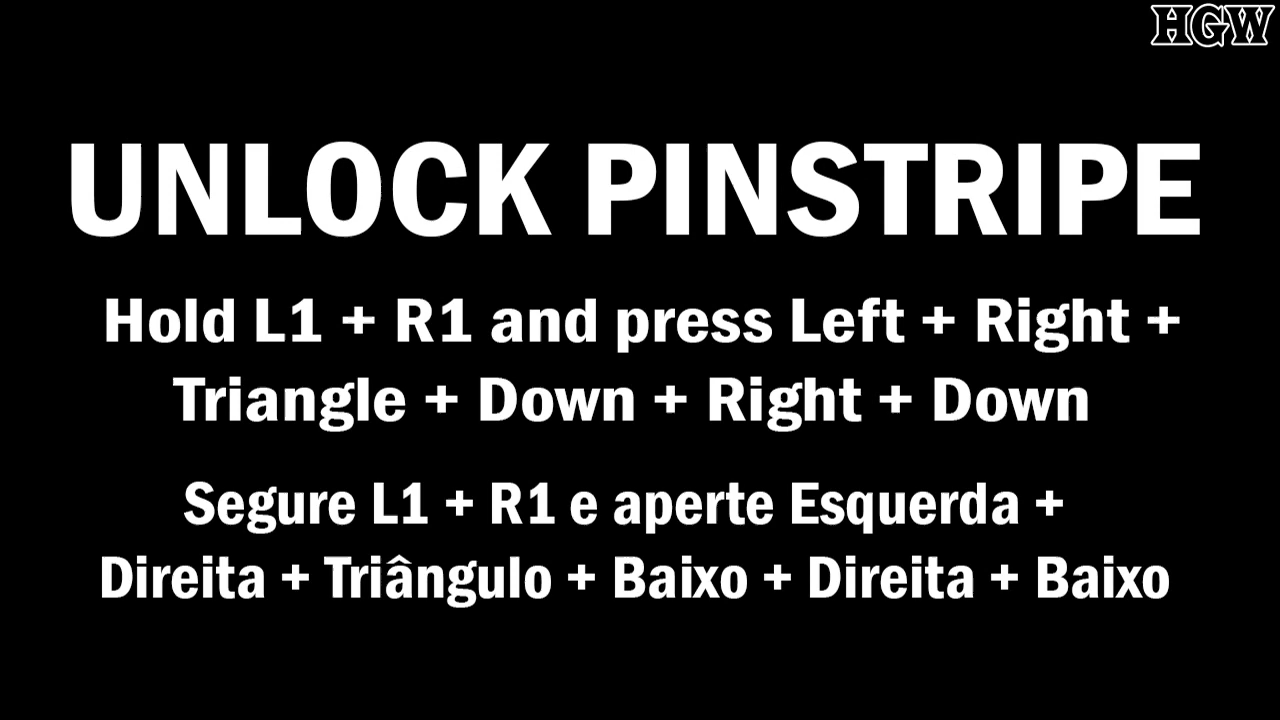 HGW
UNLOCK PINSTRIPE
Hold L1 + R1 and press Left + Right +
Triangle + Down + Right + Down
Segure L1 + R1 e aperte Esquerda +
Direita + Triângulo + Baixo + Direita + Baixo